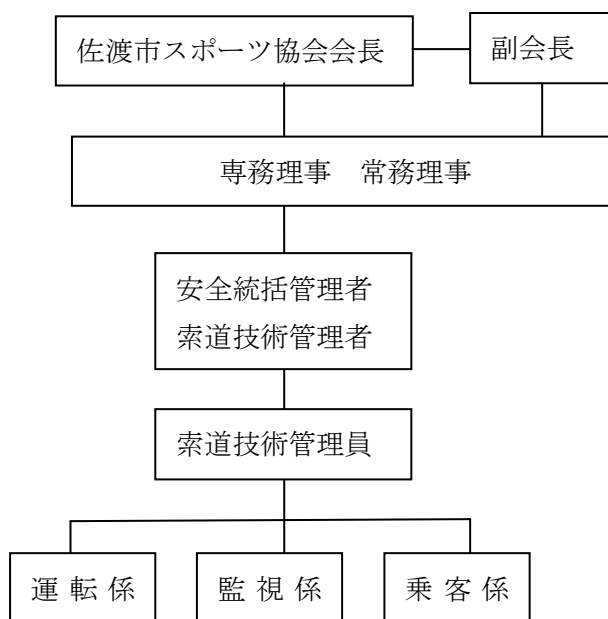 佐渡市スポーツ協会会長
副会長
専務理事　常務理事
安全統括管理者
索道技術管理者
索道技術管理員
運 転 係
監 視 係
乗 客 係